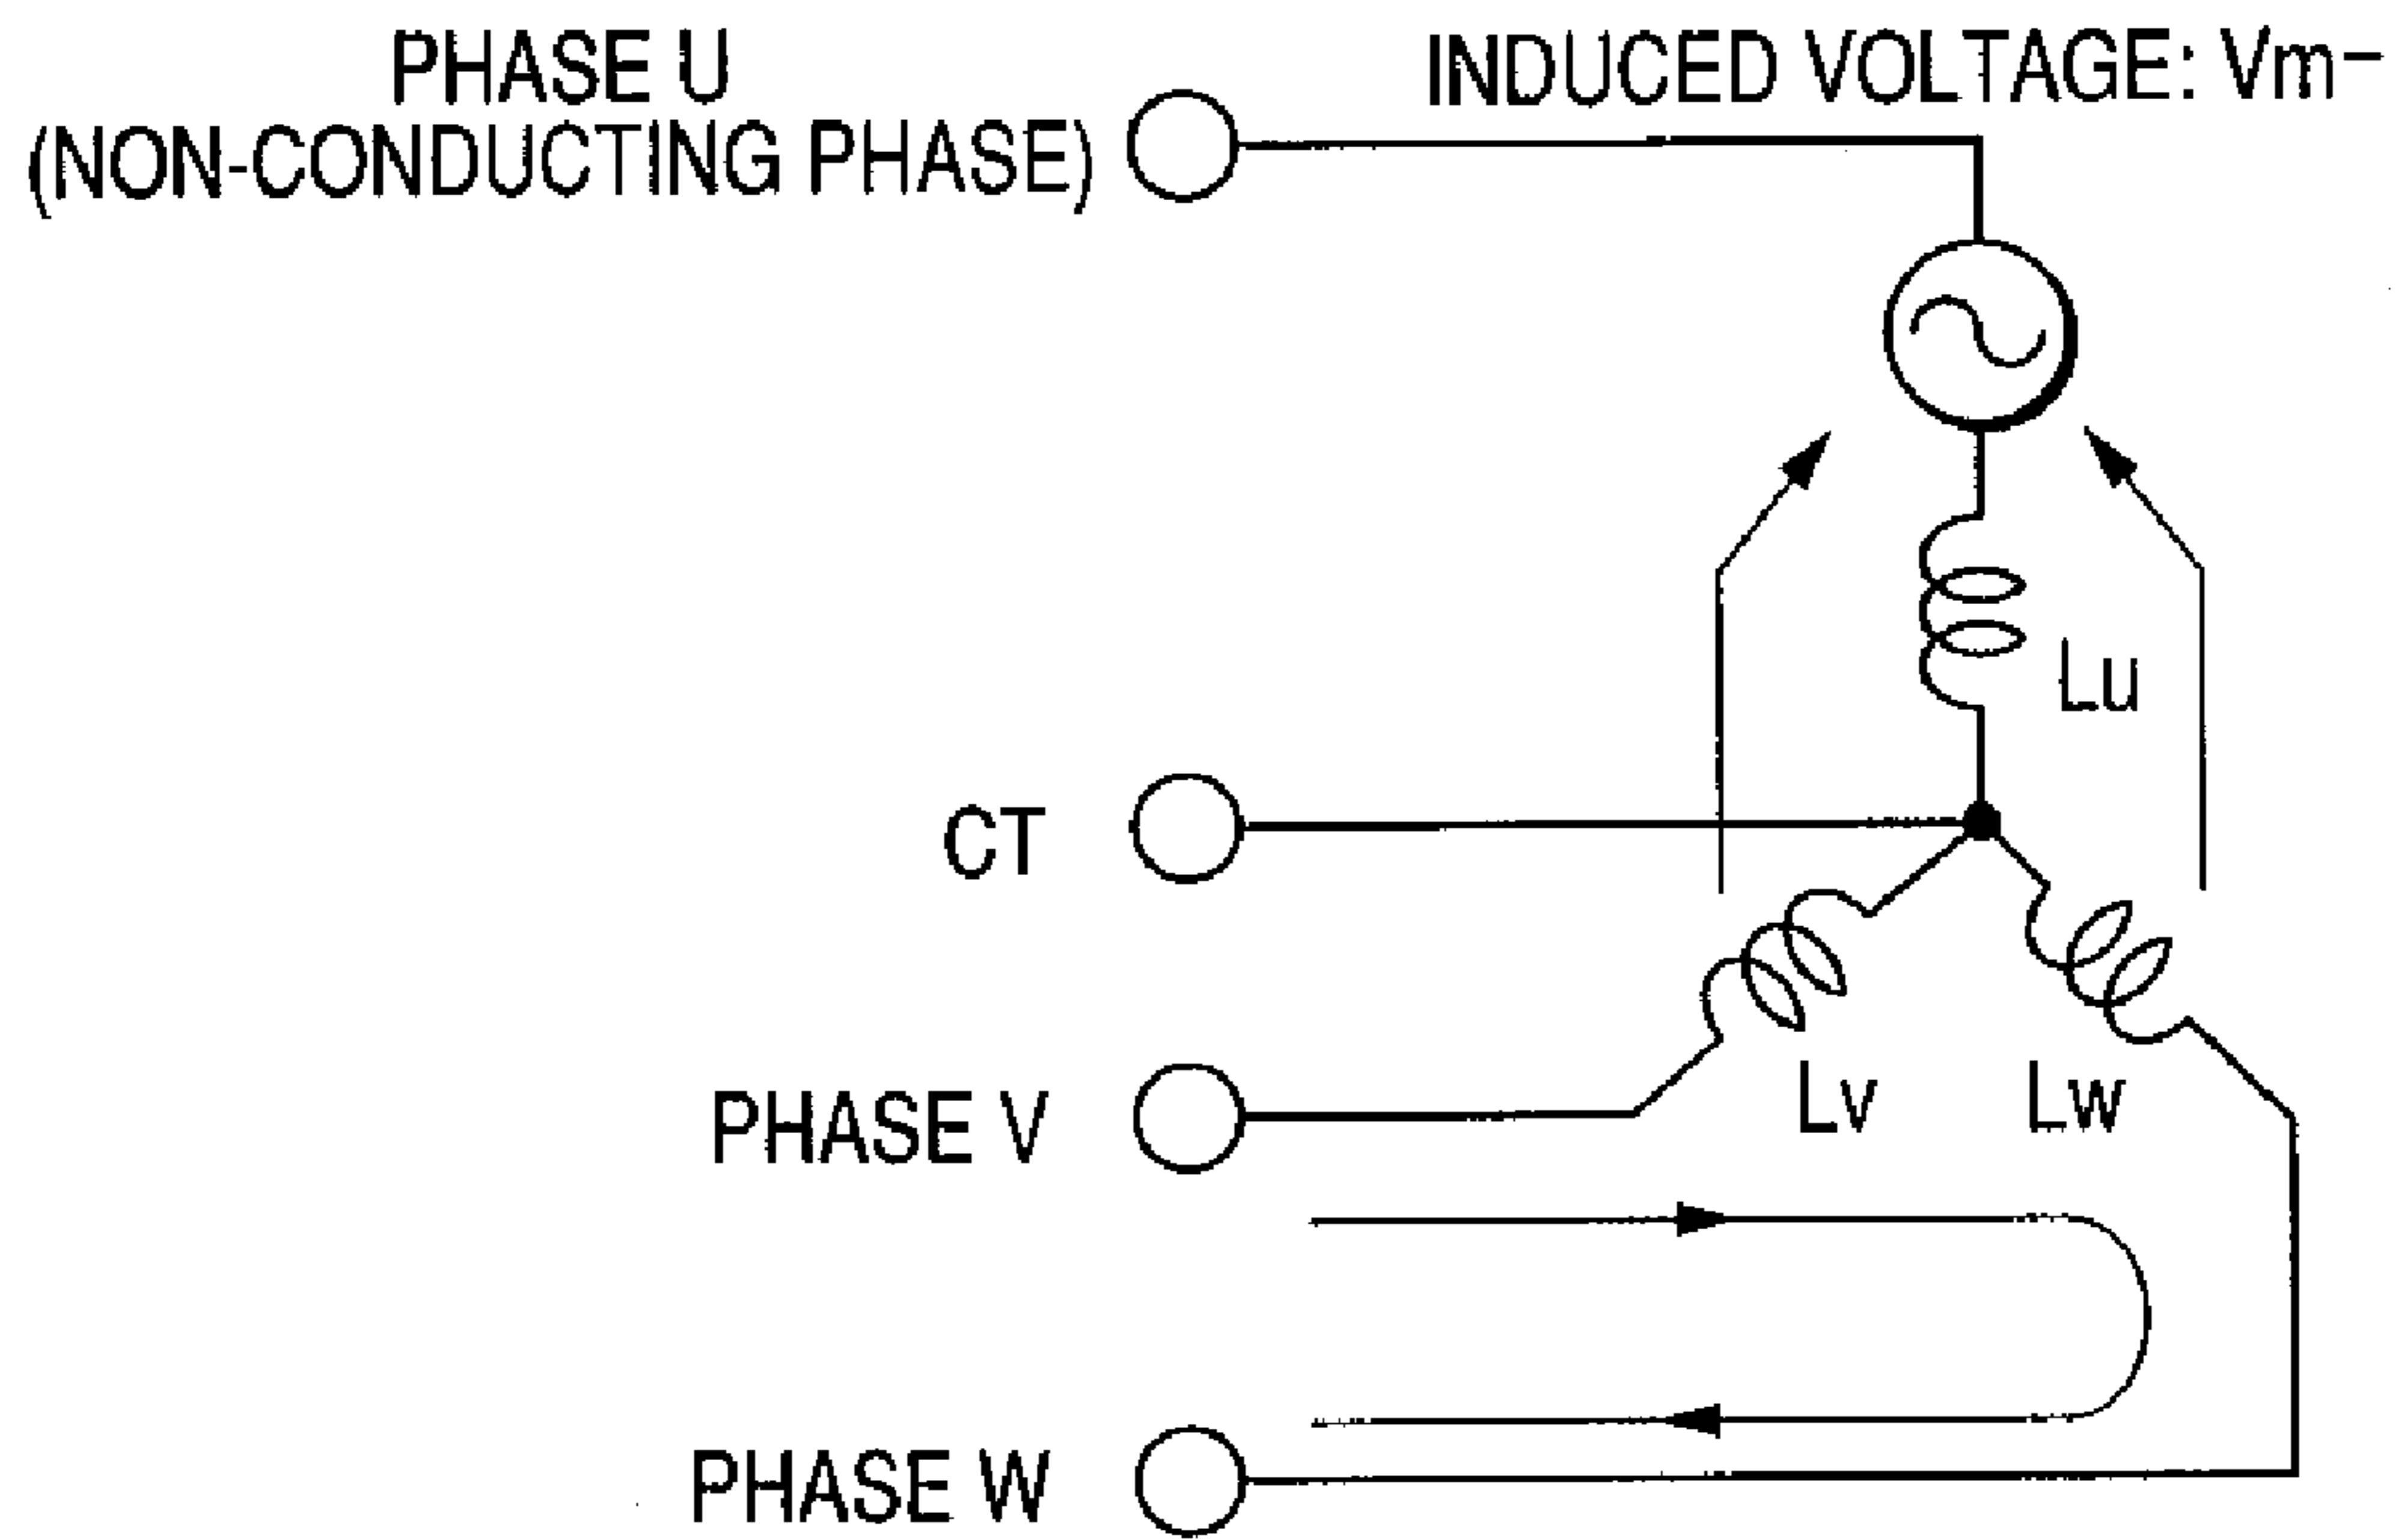 PHASE U
(NON-CONDUCTING PHASE)
INDUCED VOLTAGE: Vm−
Lu
CT
PHASE V
Lv
Lw
PHASE W